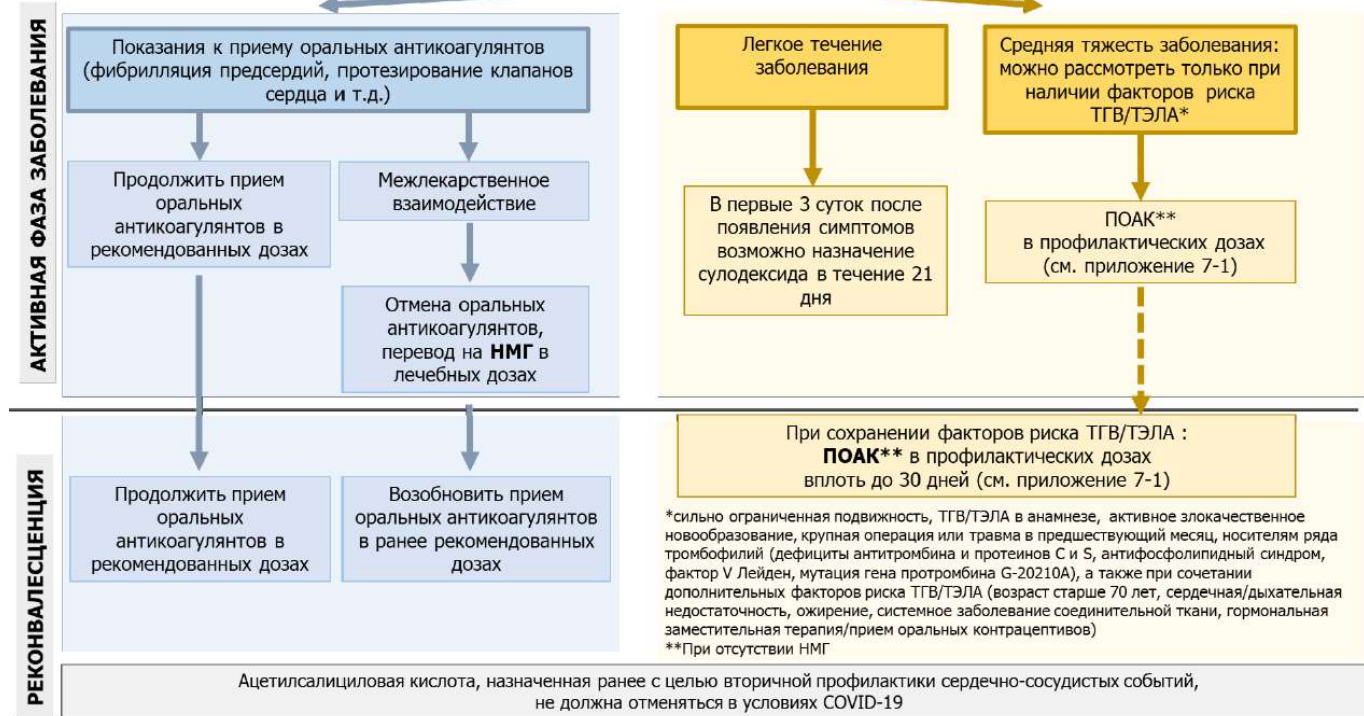 АКТИВНАЯ ФАЗА ЗАБОЛЕВАНИЯ
Показания к приему оральных антикоагулянтов
(фибрилляция предсердий, протезирование клапанов
сердца и т.д.)
Продолжить прием
оральных
антикоагулянтов в
рекомендованных дозах
Межлекарственное
взаимодействие
Отмена оральных
антикоагулянтов,
перевод на НМГ в
лечебных дозах
Легкое течение
заболевания
В первые 3 суток после
появления симптомов
возможно назначение
сулодексида в течение 21
дня
Средняя тяжесть заболевания:
можно рассмотреть только при
наличии факторов риска
ТГВ/ТЭЛА*
ПОАК**
в профилактических дозах
(см. приложение 7-1)
РЕКОНВАЛЕСЦЕНЦИЯ
Продолжить прием
оральных
антикоагулянтов в
рекомендованных дозах
Возобновить прием
оральных антикоагулянтов
в ранее рекомендованных
дозах
При сохранении факторов риска ТГВ/ТЭЛА :
ПОАК** в профилактических дозах
вплоть до 30 дней (см. приложение 7-1)
*сильно ограниченная подвижность, ТГВ/ТЭЛА в анамнезе, активное злокачественное
новообразование, крупная операция или травма в предшествующий месяц, носителям ряда
тромбофилий (дефициты антитромбина и протеинов С и S, антифосфолипидный синдром,
фактор V Лейден, мутация гена протромбина G-20210A), а также при сочетании
дополнительных факторов риска ТГВ/ТЭЛА (возраст старше 70 лет, сердечная/дыхательная
недостаточность, ожирение, системное заболевание соединительной ткани, гормональная
заместительная терапия/прием оральных контрацептивов)
**При отсутствии НМГ
Ацетилсалициловая кислота, назначенная ранее с целью вторичной профилактики сердечно-сосудистых событий,
не должна отменяться в условиях COVID-19